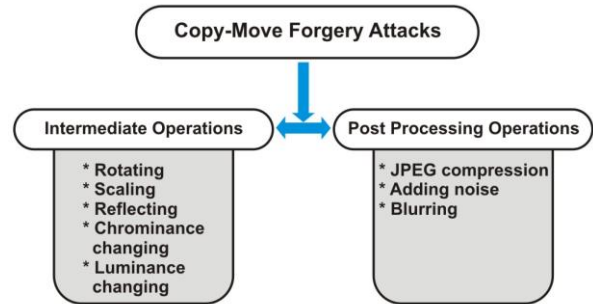 Copy-Move Forgery Attacks
Intermediate Operations
* Rotating
* Scaling
* Reflecting
* Chrominance
changing
* Luminance
changing
Post Processing Operations
* JPEG compression
* Adding noise
* Blurring